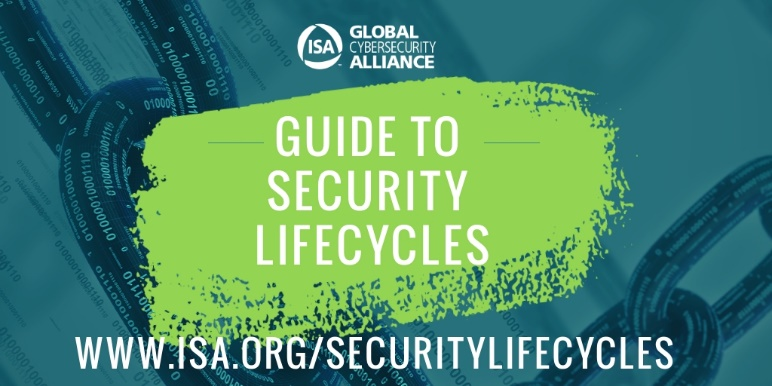 ISA
GLOBAL
CYBERSECURITY
ALLIANCE
GUIDE TO
SECURITY
LIFECYCLES
WWW.ISA.ORG/SECURITYLIFECYCLES